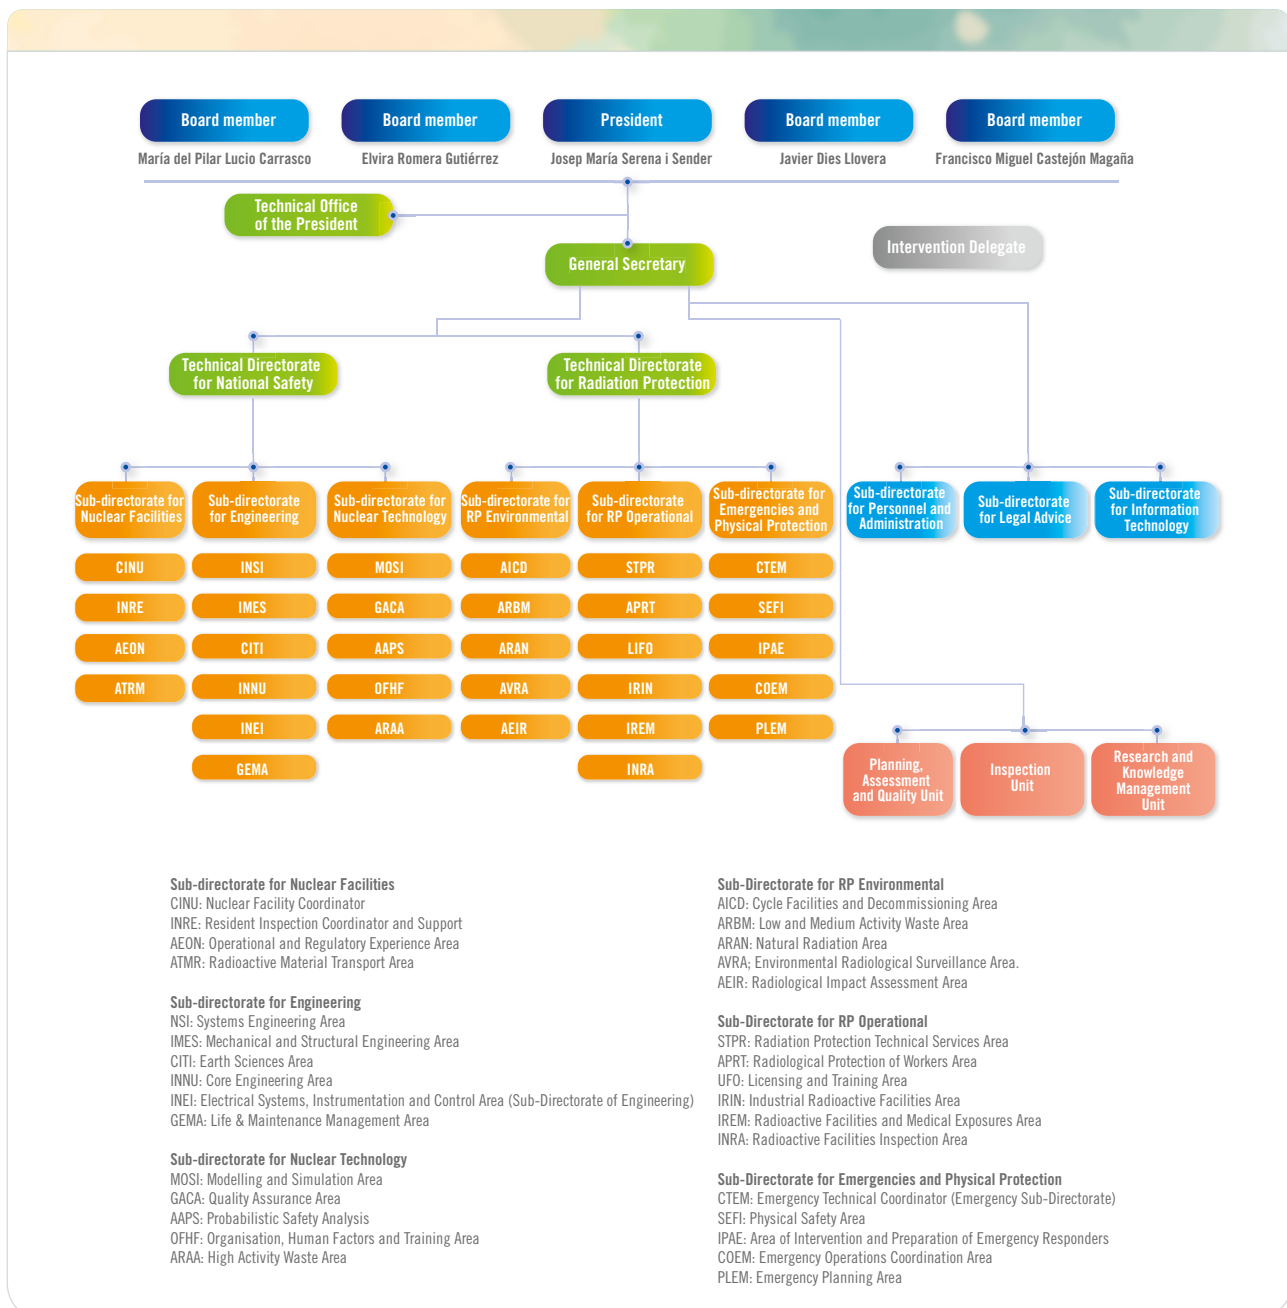 Board member
Board member
President
Board member
Board member
María del Pilar Lucio Carrasco
Elvira Romera Gutiérrez
Josep María Serena i Sender
Javier Dies Llovera
Francisco Miguel Castejón Magaña
Technical Office
of the President
Intervention Delegate
General Secretary
Technical Directorate
for National Safety
Technical Directorate
for Radiation Protection
Sub-directorate for
Nuclear Facilities
Sub-directorate
for Engineering
Sub-directorate for
Nuclear Technology
Sub-directorate for
RP Environmental
Sub-directorate
for RP Operational
Sub-directorate for
Emergencies and
Physical Protection
Sub-directorate
for Personnel and
Administration
Sub-directorate
for Legal Advice
Sub-directorate
for Information
Technology
CINU
INSI
MOSI
AICD
STPR
CTEM
INRE
IMES
GACA
ARBM
APRT
SEFI
AEON
CITI
AAPS
ARAN
LIFO
IPAE
ATRM
INNU
OFHF
AVRA
IRIN
COEM
INEI
ARAA
AEIR
IREM
PLEM
GEMA
INRA
Planning,
Assessment
and Quality Unit
Inspection
Unit
Research and
Knowledge
Management
Unit
Sub-directorate for Nuclear Facilities
CINU: Nuclear Facility Coordinator
INRE: Resident Inspection Coordinator and Support
AEON: Operational and Regulatory Experience Area
ATMR: Radioactive Material Transport Area
Sub-directorate for Engineering
NSI: Systems Engineering Area
IMES: Mechanical and Structural Engineering Area
CITI: Earth Sciences Area
INNU: Core Engineering Area
INEI: Electrical Systems, Instrumentation and Control Area (Sub-Directorate of Engineering)
GEMA: Life & Maintenance Management Area
Sub-directorate for Nuclear Technology
MOSI: Modelling and Simulation Area
GACA: Quality Assurance Area
AAPS: Probabilistic Safety Analysis
OFHF: Organisation, Human Factors and Training Area
ARAA: High Activity Waste Area
Sub-Directorate for RP Environmental
AICD: Cycle Facilities and Decommissioning Area
ARBM: Low and Medium Activity Waste Area
ARAN: Natural Radiation Area
AVRA; Environmental Radiological Surveillance Area.
AEIR: Radiological Impact Assessment Area
Sub-Directorate for RP Operational
STPR: Radiation Protection Technical Services Area
APRT: Radiological Protection of Workers Area
UFO: Licensing and Training Area
IRIN: Industrial Radioactive Facilities Area
IREM: Radioactive Facilities and Medical Exposures Area
INRA: Radioactive Facilities Inspection Area
Sub-Directorate for Emergencies and Physical Protection
CTEM: Emergency Technical Coordinator (Emergency Sub-Directorate)
SEFI: Physical Safety Area
IPAE: Area of Intervention and Preparation of Emergency Responders
COEM: Emergency Operations Coordination Area
PLEM: Emergency Planning Area